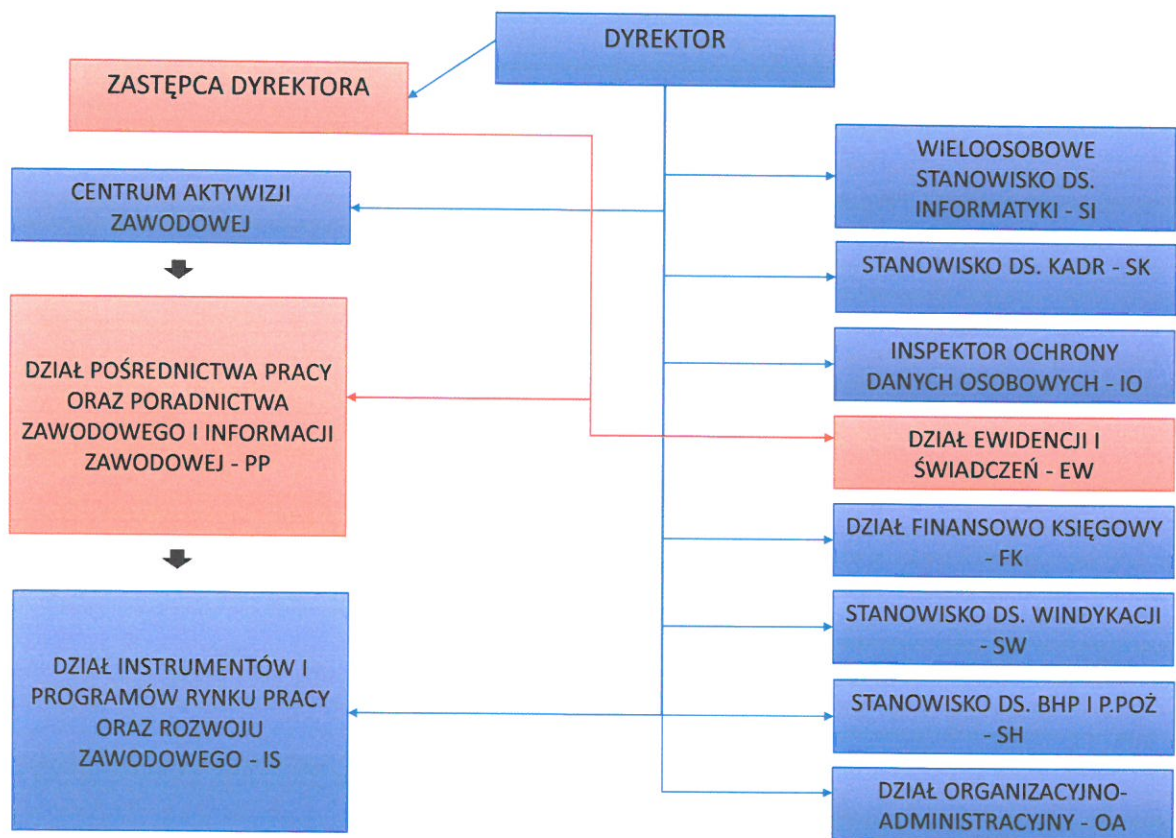 DYREKTOR
ZASTĘPCA DYREKTORA
CENTRUM AKTYWIZJI
ZAWODOWEJ
DZIAŁ POŚREDNICTWA PRACY
ORAZ PORADNICTWA
ZAWODOWEGO I INFORMACJI
ZAWODOWEJ - PP
DZIAŁ INSTRUMENTÓW I
PROGRAMÓW RYNKU PRACY
ORAZ ROZWOJU
ZAWODOWEGO - IS
WIELOOSOBOWE
STANOWISKO DS.
INFORMATYKI - SI
STANOWISKO DS. KADR - SK
INSPEKTOR OCHRONY
DANYCH OSOBOWYCH - IO
DZIAŁ EWIDENCJI I
ŚWIADCZEŃ - EW
DZIAŁ FINANSOWO KSIĘGOWY
- FK
STANOWISKO DS. WINDYKACJI
- SW
STANOWISKO DS. BHP I P.POŻ
- SH
DZIAŁ ORGANIZACYJNO-
ADMINISTRACYJNY - OA